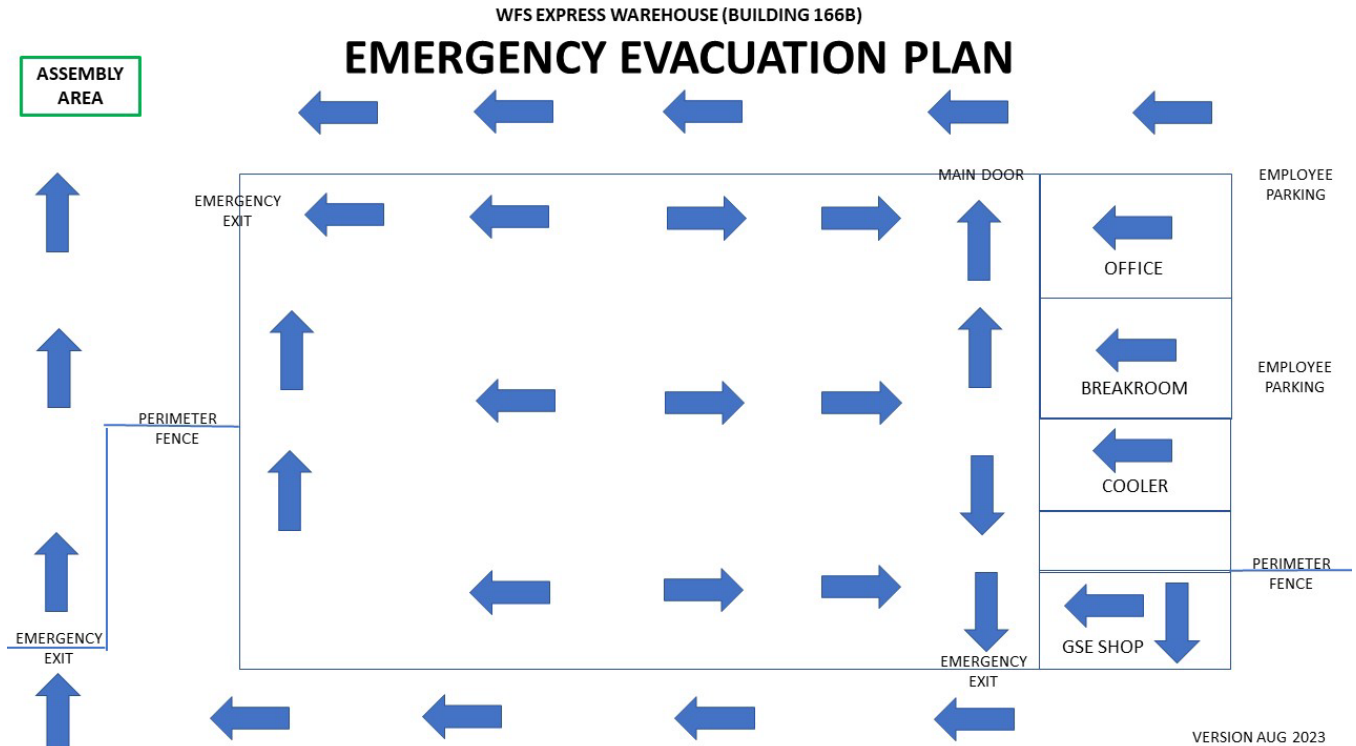 WFS EXPRESS WAREHOUSE (BUILDING 166B)
EMERGENCY EVACUATION PLAN
ASSEMBLY
AREA
MAIN DOOR
EMPLOYEE
PARKING
EMERGENCY
EXIT
OFFICE
EMPLOYEE
PARKING
BREAKROOM
PERIMETER
FENCE
COOLER
PERIMETER
FENCE
EMERGENCY
EXIT
GSE SHOP
EMERGENCY
EXIT
VERSION AUG 2023